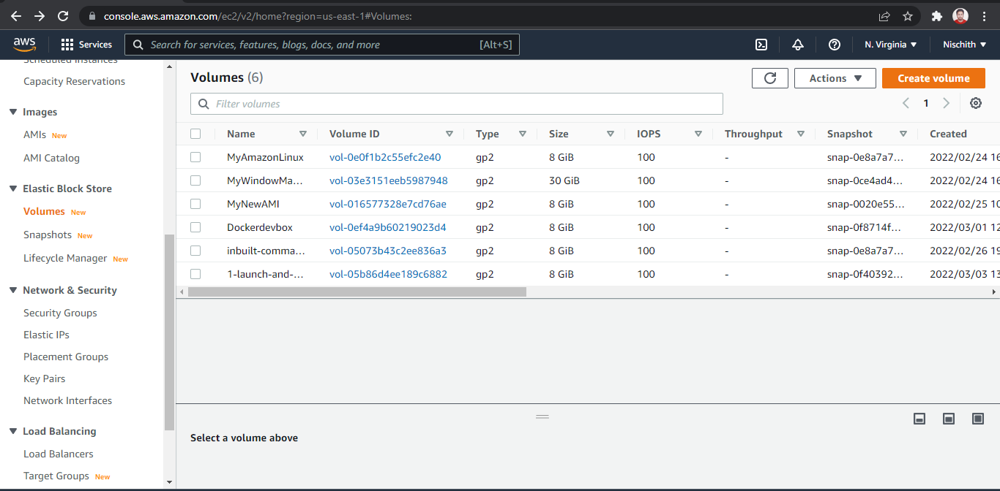 console.aws.amazon.com/ec2/v2/home?region=us-east-1#Volumes:
aws Services Search for services, features, blogs, docs, and more [Alt+S] N. Virginia Nischith
Scheduled Instances
Capacity Reservations
Images
AMIs New
AMI Catalog
Elastic Block Store
Volumes New
Snapshots New
Lifecycle Manager New
Network & Security
Security Groups
Elastic IPs
Placement Groups
Key Pairs
Network Interfaces
Load Balancing
Load Balancers
Target Groups New
Volumes (6) Actions Create volume
Filter volumes 1
Name Volume ID Type Size IOPS Throughput Snapshot Created
MyAmazonLinux vol-0e0f1b2c55efc2e40 gp2 8 GiB 100 - snap-0e8a7a7... 2022/02/24 16
MyWindowMa... vol-03e3151eeb5987948 gp2 30 GiB 100 - snap-0ce4ad4... 2022/02/24 16
MyNewAMI vol-016577328e7cd76ae gp2 8 GiB 100 - snap-0020e55... 2022/02/25 10
Dockerdevbox vol-0ef4a9b60219023d4 gp2 8 GiB 100 - snap-0f8714f... 2022/03/01 12
inbuilt-comma... vol-05073b43c2ee836a3 gp2 8 GiB 100 - snap-0e8a7a7... 2022/02/26 19
1-launch-and-... vol-05b86d4ee189c6882 gp2 8 GiB 100 - snap-0f40392... 2022/03/03 13
Select a volume above